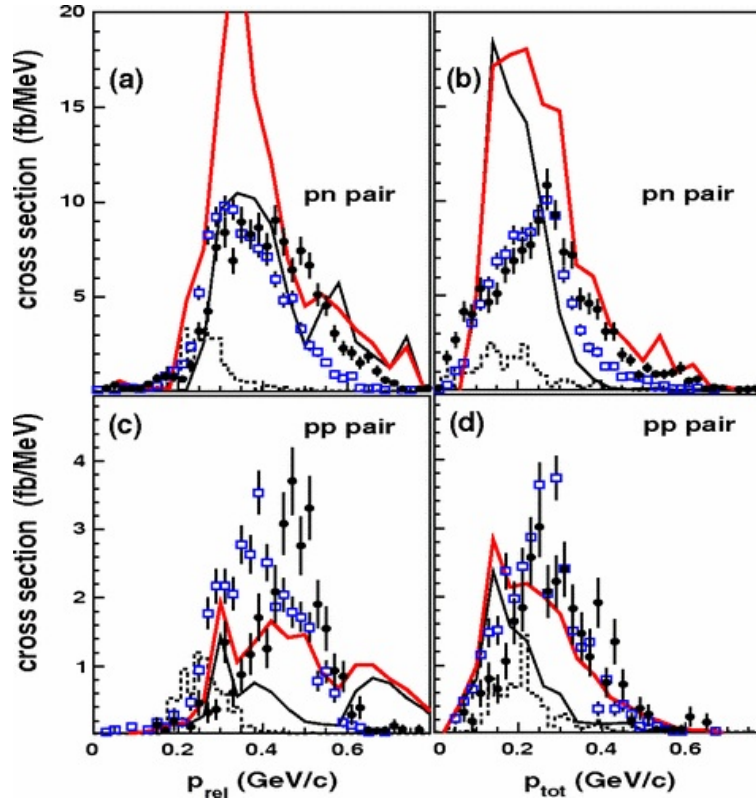 20
15
10
5
cross section (fb/MeV)
(a)
pn pair
(b)
pn pair
4
3
2
1
cross section (fb/MeV)
(c)
pp pair
(d)
pp pair
0 0.2 0.4 0.6
0 0.2 0.4 0.6
p_rel (GeV/c)
p_tot (GeV/c)